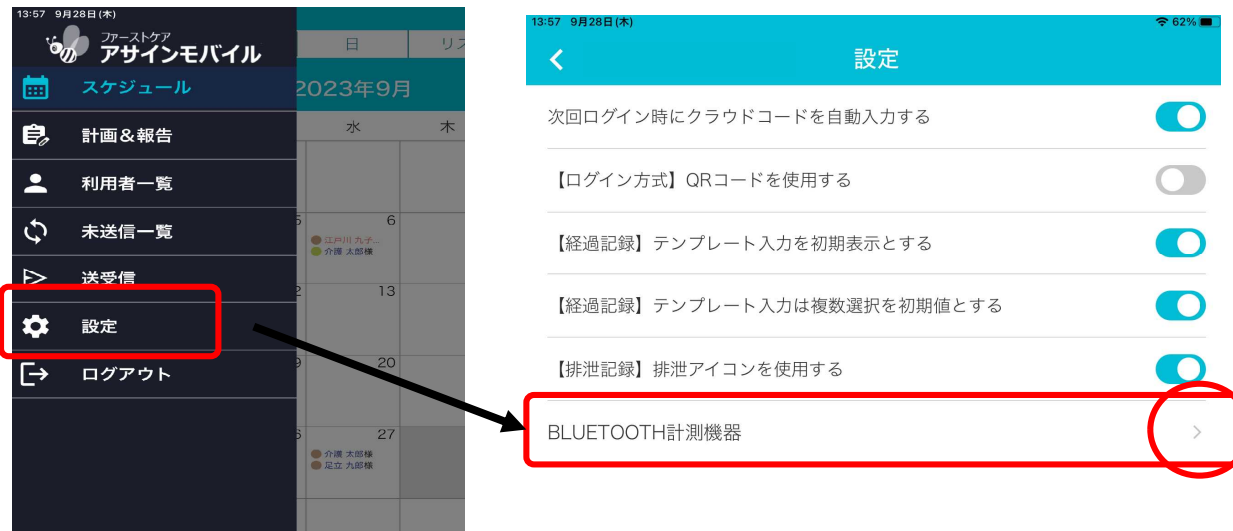 13:57 9月28日(木)
ファーストケア
アサインモバイル
スケジュール
計画&報告
利用者一覧
未送信一覧
送受信
設定
ログアウト
日
リス
2023年9月
水
木
5
6
江戸川 九子...
介護 太郎様
2
13
9
20
6
27
介護 太郎様
足立 九郎様
13:57 9月28日(木)
62%
設定
次回ログイン時にクラウドコードを自動入力する
【ログイン方式】QRコードを使用する
【経過記録】テンプレート入力を初期表示とする
【経過記録】テンプレート入力は複数選択を初期値とする
【排泄記録】排泄アイコンを使用する
BLUETOOTH計測機器